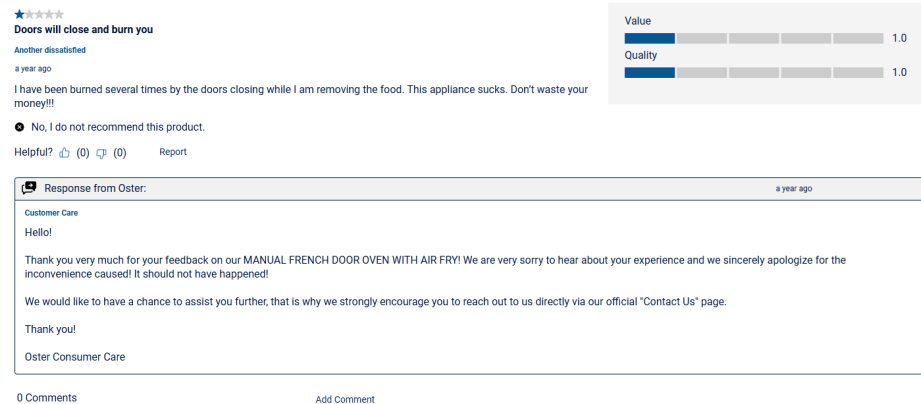 Doors will close and burn you
Another dissatisfied
a year ago
I have been burned several times by the doors closing while I am removing the food. This appliance sucks. Don't waste your
money!!!
No, I do not recommend this product.
Helpful? (0) (0) Report
Value
1.0
Quality
1.0
Response from Oster: a year ago
Customer Care
Hello!
Thank you very much for your feedback on our MANUAL FRENCH DOOR OVEN WITH AIR FRY! We are very sorry to hear about your experience and we sincerely apologize for the
inconvenience caused! It should not have happened!
We would like to have a chance to assist you further, that is why we strongly encourage you to reach out to us directly via our official "Contact Us" page.
Thank you!
Oster Consumer Care
0 Comments Add Comment